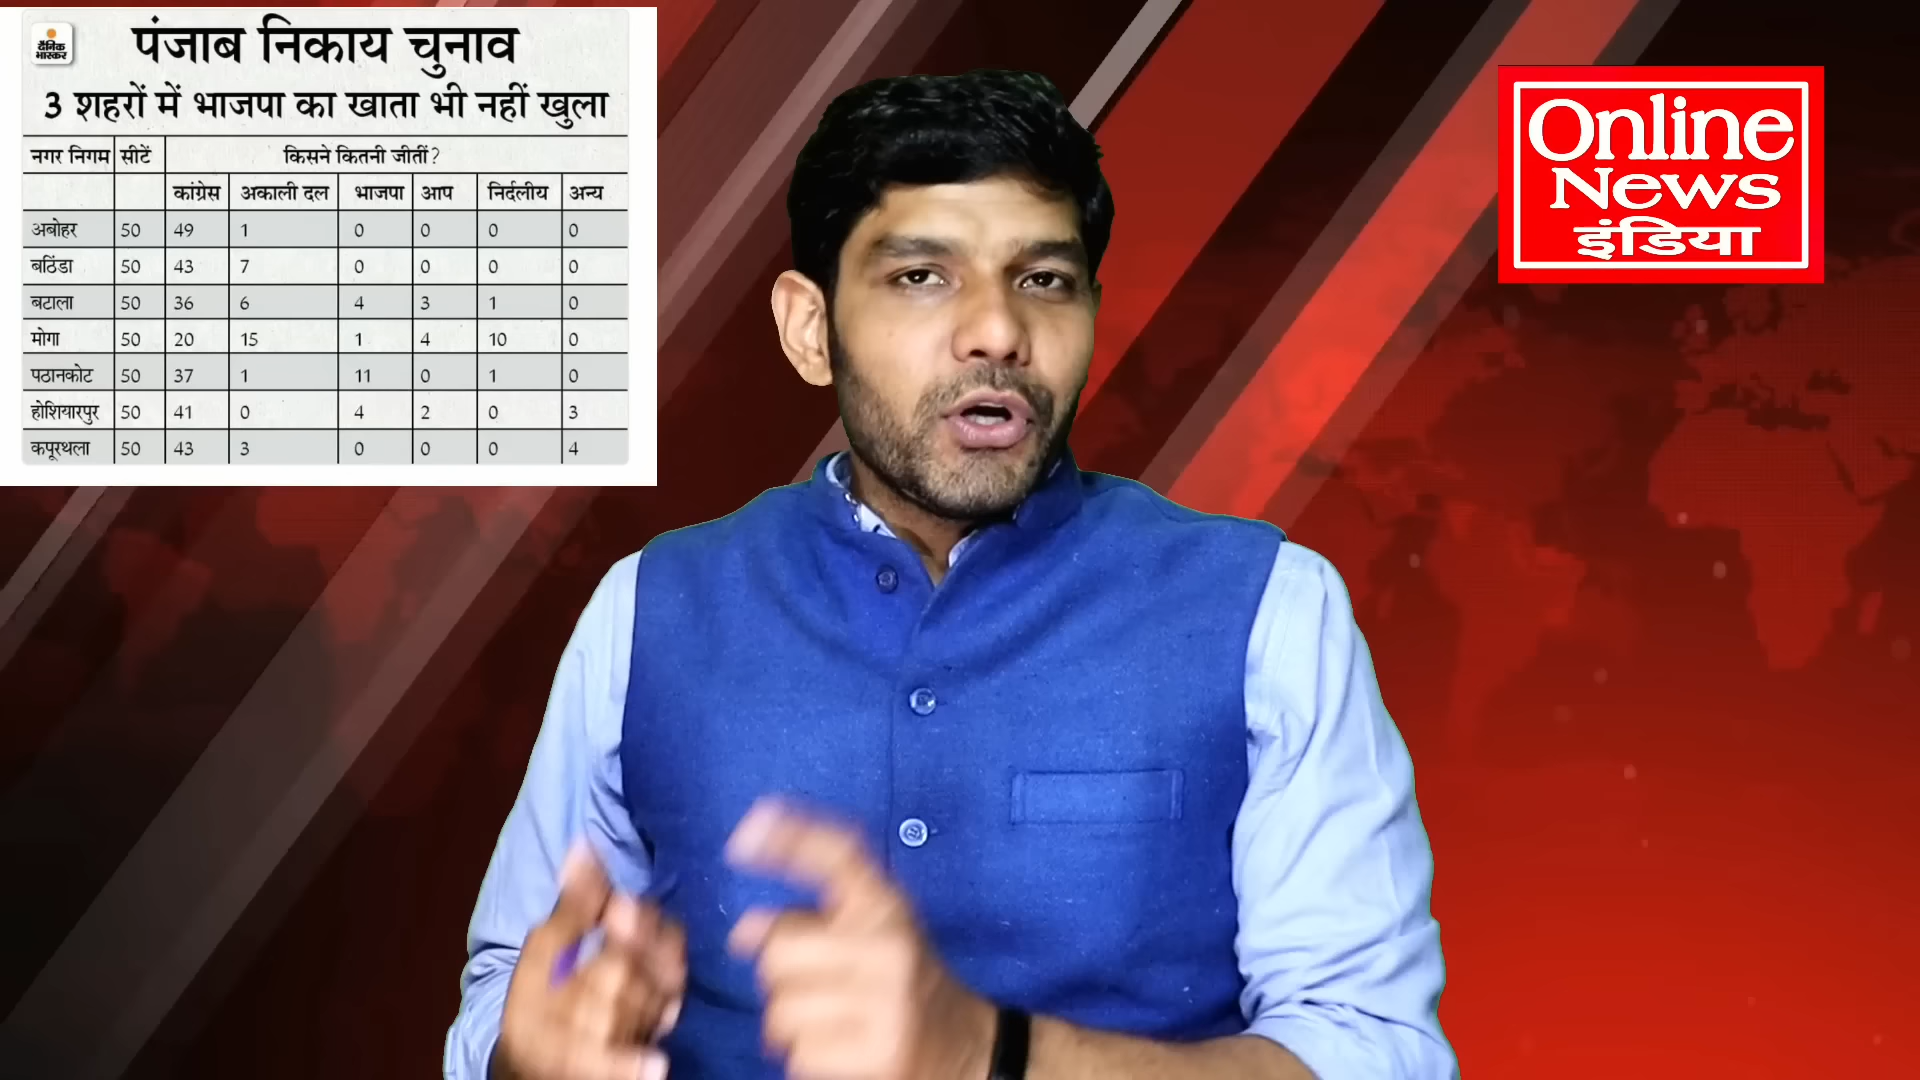 दैनिक भास्कर
पंजाब निकाय चुनाव
3 शहरों में भाजपा का खाता भी नहीं खुला
नगर निगम सीटें किसने कितनी जीतीं?
कांग्रेस अकाली दल भाजपा आप निर्दलीय अन्य
अबोहर 50 49 1 0 0 0 0
बठिंडा 50 43 7 0 0 0 0
बटाला 50 36 6 4 3 1 0
मोगा 50 20 15 1 4 10 0
पठानकोट 50 37 1 11 0 1 0
होशियारपुर 50 41 0 4 2 0 3
कपूरथला 50 43 3 0 0 0 4
Online
News
इंडिया